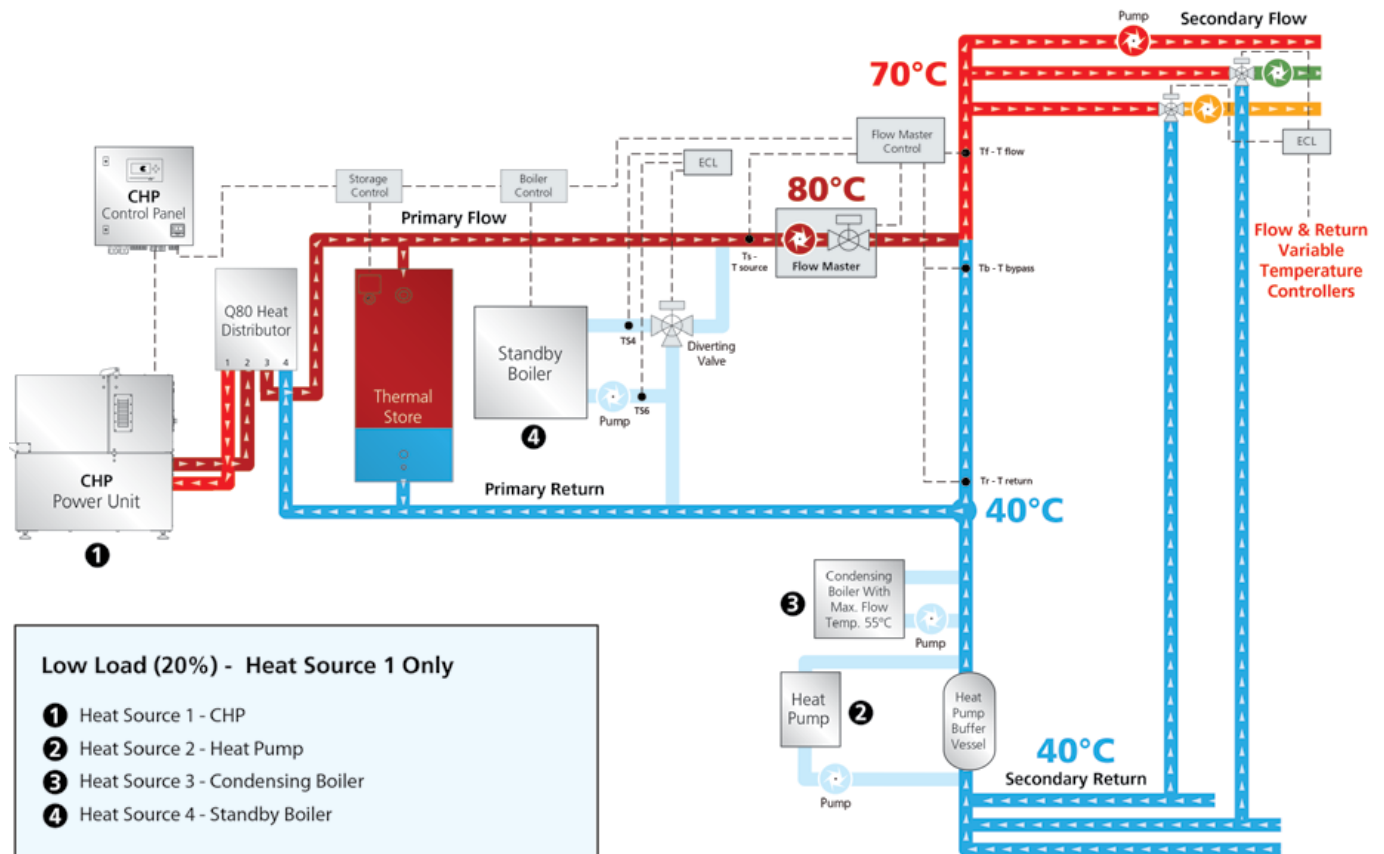 Pump
Secondary Flow
70°C
Flow Master
Control
Tf - T flow
ECL
ECL
CHP
Control Panel
Storage
Control
Boiler
Control
80°C
Primary Flow
Flow & Return
Variable
Temperature
Controllers
Ts -
T source
Flow Master
Tb - T bypass
Q80 Heat
Distributor
1 2 3 4
Standby
Boiler
TS4
Diverting
Valve
Thermal
Store
TS6
Pump
4
CHP
Power Unit
1
Primary Return
Tr - T return
40°C
3
Condensing
Boiler With
Max. Flow
Temp. 55°C
Pump
Heat
Pump
2
Heat
Pump
Buffer
Vessel
Pump
40°C
Secondary Return
Low Load (20%) - Heat Source 1 Only
1 Heat Source 1 - CHP
2 Heat Source 2 - Heat Pump
3 Heat Source 3 - Condensing Boiler
4 Heat Source 4 - Standby Boiler